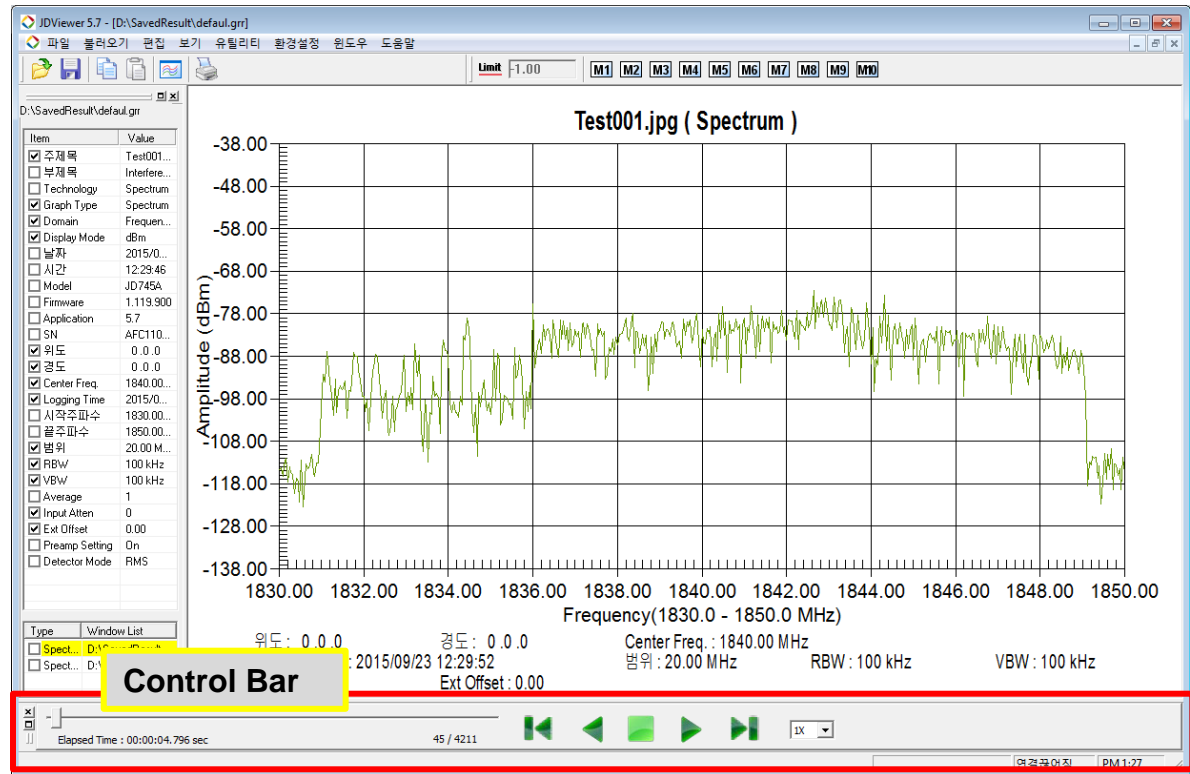 JDViewer 5.7 - [D:\SavedResult\defaul.grr]
파일 불러오기 편집 보기 유틸리티 환경설정 윈도우 도움말
Limit -1.00 M1 M2 M3 M4 M5 M6 M7 M8 M9 M10
D:\SavedResult\defaul.grr
Item Value
주제목 Test001...
부제목 Interfere...
Technology Spectrum
Graph Type Spectrum
Domain Frequen...
Display Mode dBm
날짜 2015/0...
시간 12:29:46
Model JD745A
Firmware 1.119.900
Application 5.7
SN AFC110...
위도 0.0.0
경도 0.0.0
Center Freq. 1840.00...
Logging Time 2015/0...
시작주파수 1830.00...
끝주파수 1850.00...
범위 20.00 M...
RBW 100 kHz
VBW 100 kHz
Average 1
Input Atten 0
Ext Offset 0.00
Preamp Setting On
Detector Mode RMS
Type Window List
Spect...
Spect...
Test001.jpg ( Spectrum )
Amplitude (dBm)
-38.00
-48.00
-58.00
-68.00
-78.00
-88.00
-98.00
-108.00
-118.00
-128.00
-138.00
1830.00 1832.00 1834.00 1836.00 1838.00 1840.00 1842.00 1844.00 1846.00 1848.00 1850.00
Frequency(1830.0 - 1850.0 MHz)
위도 : 0.0.0 경도 : 0.0.0 Center Freq. : 1840.00 MHz
: 2015/09/23 12:29:52 범위 : 20.00 MHz RBW : 100 kHz VBW : 100 kHz
Ext Offset : 0.00
Control Bar
Elapsed Time : 00:00:04.796 sec 45 / 4211 1X
연결끊어짐 PM 1:27